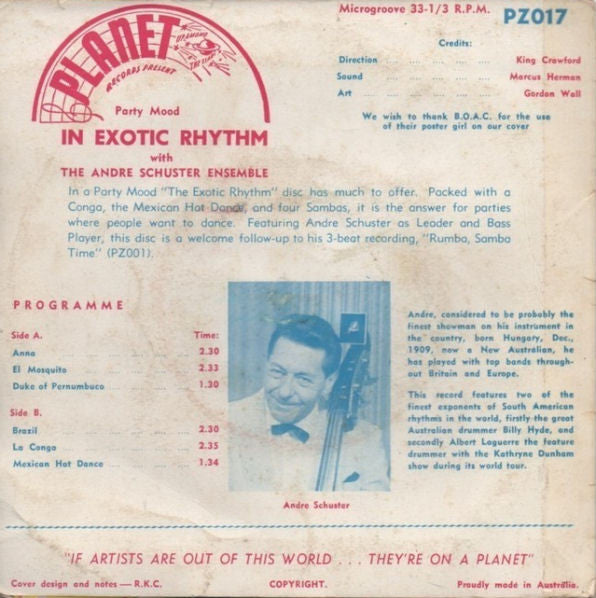 Microgroove 33-1/3 R.P.M. PZ017
PLANET
RECORDS PRESENT
Party Mood
IN EXOTIC RHYTHM
with
THE ANDRE SCHUSTER ENSEMBLE
Credits:
Direction .... .... .... .... .... King Crawford
Sound .... .... .... .... .... Marcus Herman
Art .... .... .... .... .... Gordon Wall
We wish to thank B.O.A.C. for the use
of their poster girl on our cover
In a Party Mood "The Exotic Rhythm" disc has much to offer. Packed with a
Conga, the Mexican Hot Dance, and four Sambas, it is the answer for parties
where people want to dance. Featuring Andre Schuster as Leader and Bass
Player, this disc is a welcome follow-up to his 3-beat recording, "Rumba, Samba
Time" (PZ001).
PROGRAMME
Side A. Time:
Anna 2.30
El Mosquito 2.33
Duke of Pernumbuco 1.30
Side B.
Brazil 2.30
La Conga 2.35
Mexican Hot Dance 1.34
Andre Schuster
Andre, considered to be probably the
finest showman on his instrument in
the country, born Hungary, Dec.,
1909, now a New Australian, he
has played with top bands through-
out Britain and Europe.
This record features two of the
finest exponents of South American
rhythms in the world, firstly the great
Australian drummer Billy Hyde, and
secondly Albert Laguerre the feature
drummer with the Kathryne Dunham
show during its world tour.
"IF ARTISTS ARE OUT OF THIS WORLD . . . THEY'RE ON A PLANET"
Cover design and notes — R.K.C. COPYRIGHT. Proudly made in Australia.